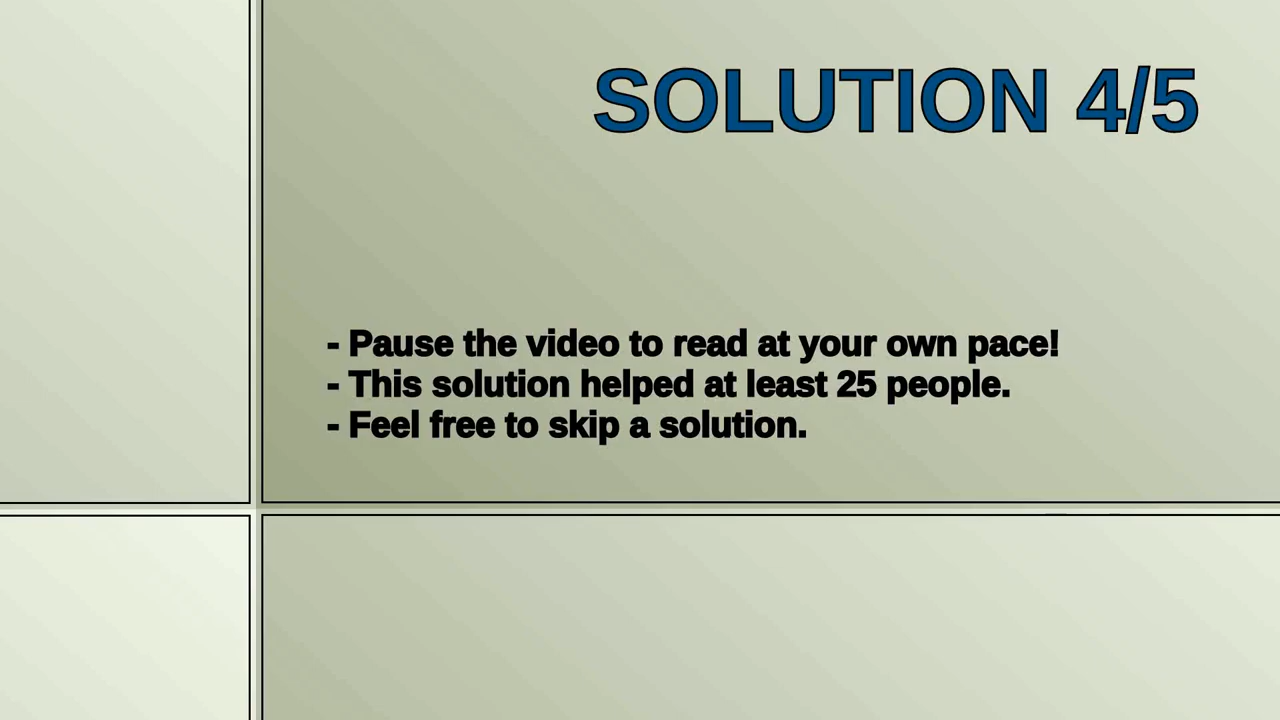 SOLUTION 4/5
- Pause the video to read at your own pace!
- This solution helped at least 25 people.
- Feel free to skip a solution.